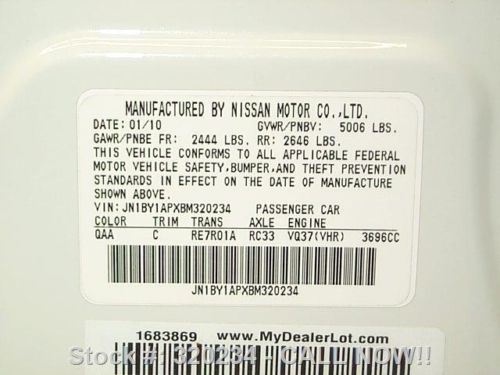 MANUFACTURED BY NISSAN MOTOR CO.,LTD.
DATE: 01/10 GVWR/PNBV: 5006 LBS.
GAWR/PNBE FR: 2444 LBS. RR: 2646 LBS.
THIS VEHICLE CONFORMS TO ALL APPLICABLE FEDERAL
MOTOR VEHICLE SAFETY,BUMPER,AND THEFT PREVENTION
STANDARDS IN EFFECT ON THE DATE OF MANUFACTURE
SHOWN ABOVE.
VIN: JN1BY1APXBM320234 PASSENGER CAR
COLOR TRIM TRANS AXLE ENGINE
QAA C RE7R01A RC33 VQ37(VHR) 3696CC
JN1BY1APXBM320234
1683869 www.MyDealerLot.com
Stock #: 320234 - CALL NOW!!